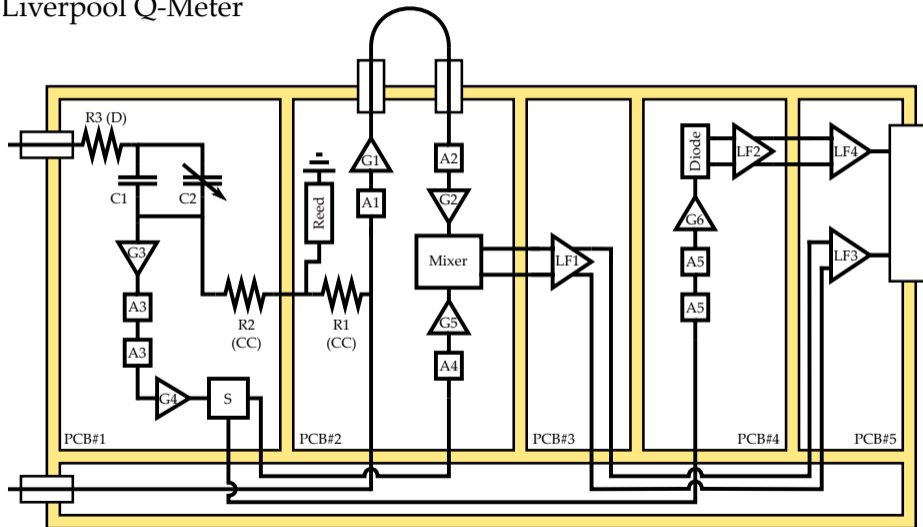 Liverpool Q-Meter
R3 (D)
C1
C2
G3
A3
A3
G4
S
R2
(CC)
PCB#1
Reed
R1
(CC)
G1
A1
A2
G2
Mixer
G5
A4
PCB#2
LF1
PCB#3
Diode
LF2
G6
A5
A5
PCB#4
LF4
LF3
PCB#5